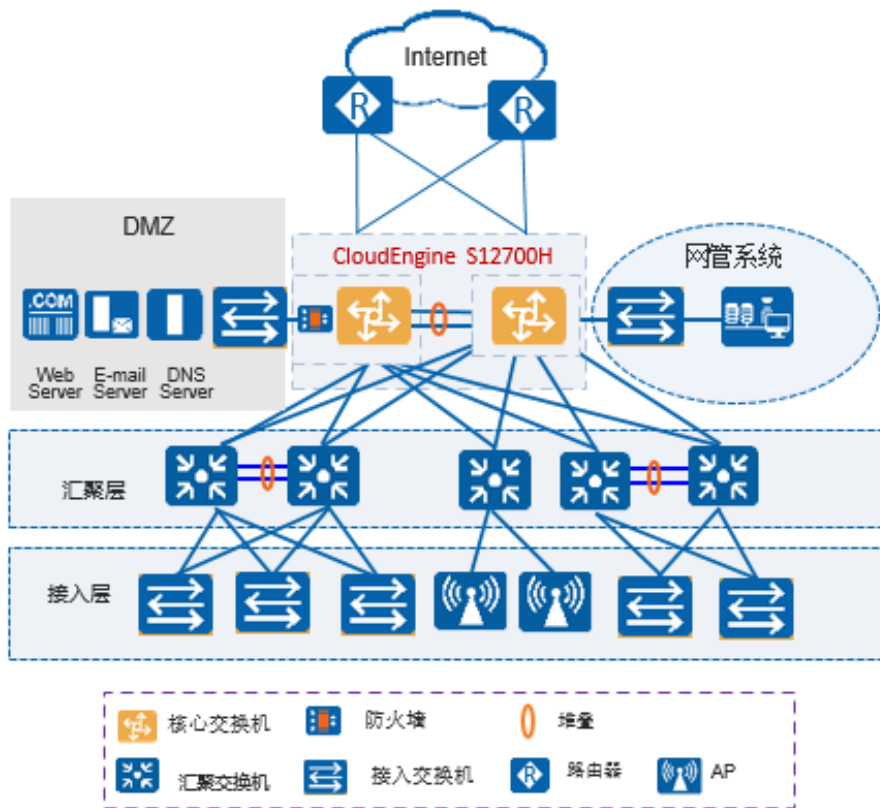 Internet
R
R
DMZ
CloudEngine S12700H
网管系统
.COM
Web
Server
E-mail
Server
DNS
Server
汇聚层
接入层
核心交换机
防火墙
堆叠
汇聚交换机
接入交换机
R
路由器
AP